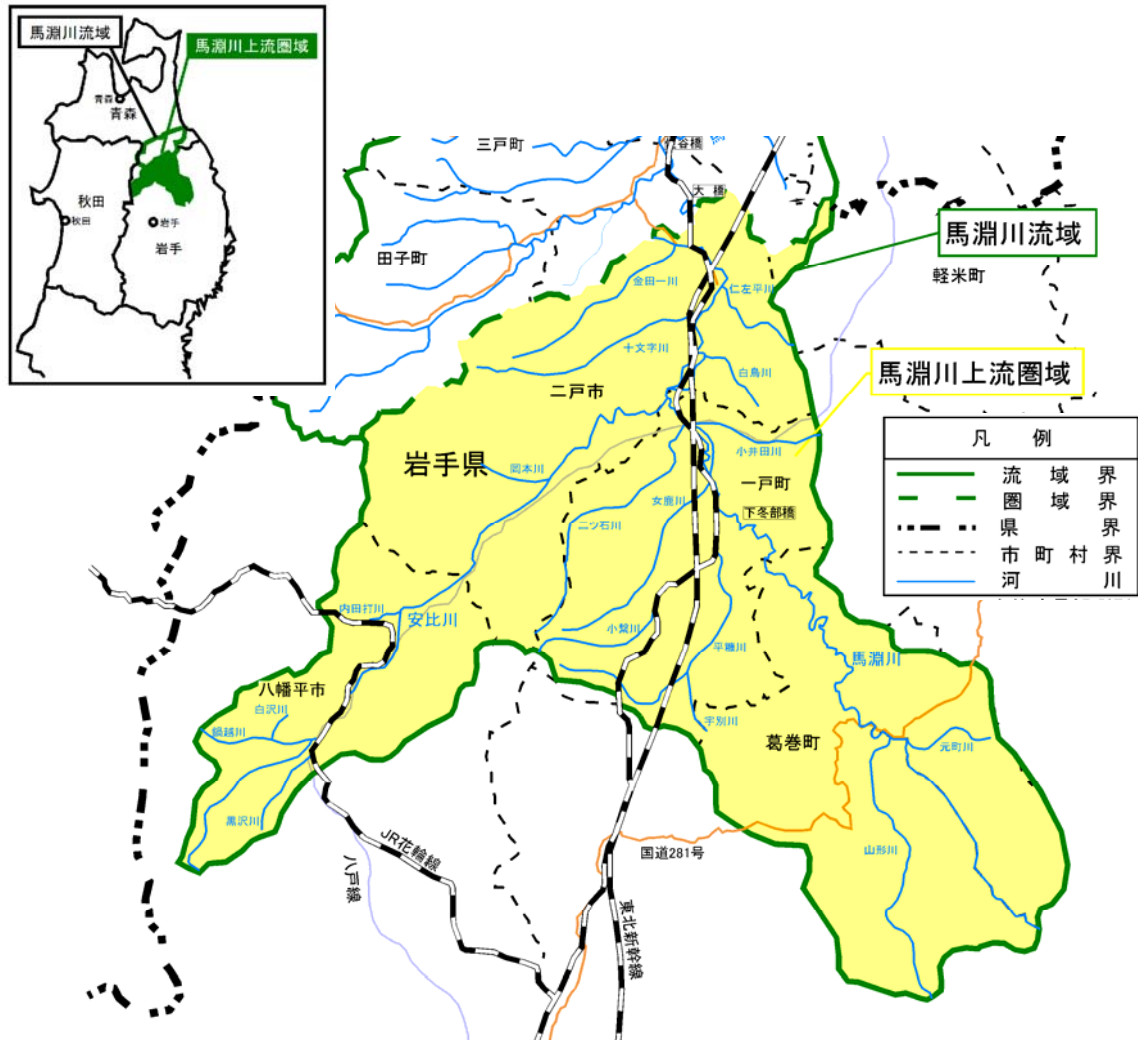 馬淵川流域
馬淵川上流圏域
青森
青森
秋田
秋田
岩手
岩手
三戸町
大 橋
田子町
馬淵川流域
軽米町
金田一川
仁左平川
十文字川
白鳥川
二戸市
馬淵川上流圏域
岩手県
岡本川
小井田川
女鹿川
一戸町
二ツ石川
下冬部橋
凡 例
流 域 界
圏 域 界
県 界
市 町 村 界
河 川
内田打川
安比川
小繋川
平糠川
馬淵川
八幡平市
白沢川
鍋越川
宇別川
葛巻町
元町川
黒沢川
JR花輪線
八戸線
国道281号
山形川
東北新幹線